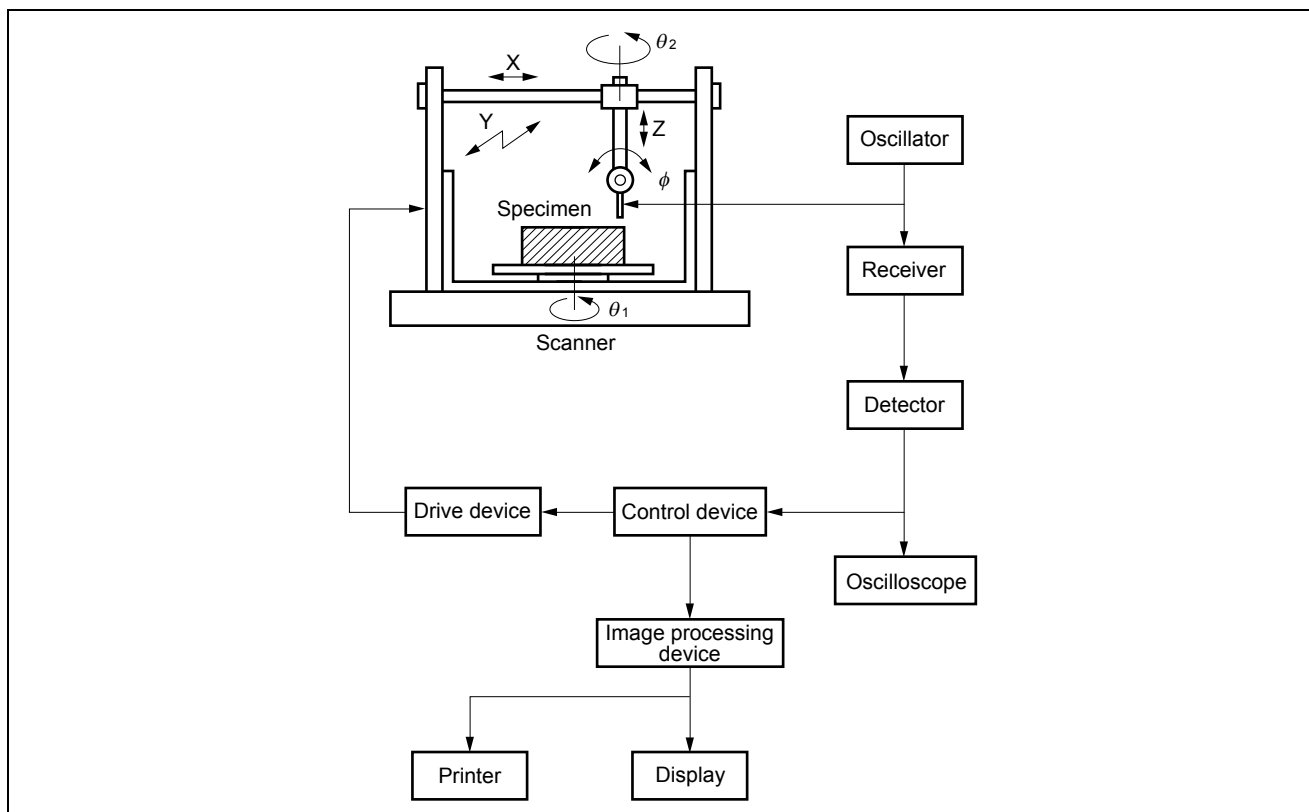 θ2
X
Y
Z
Oscillator
ϕ
Specimen
Receiver
θ1
Scanner
Detector
Drive device
Control device
Oscilloscope
Image processing
device
Printer
Display